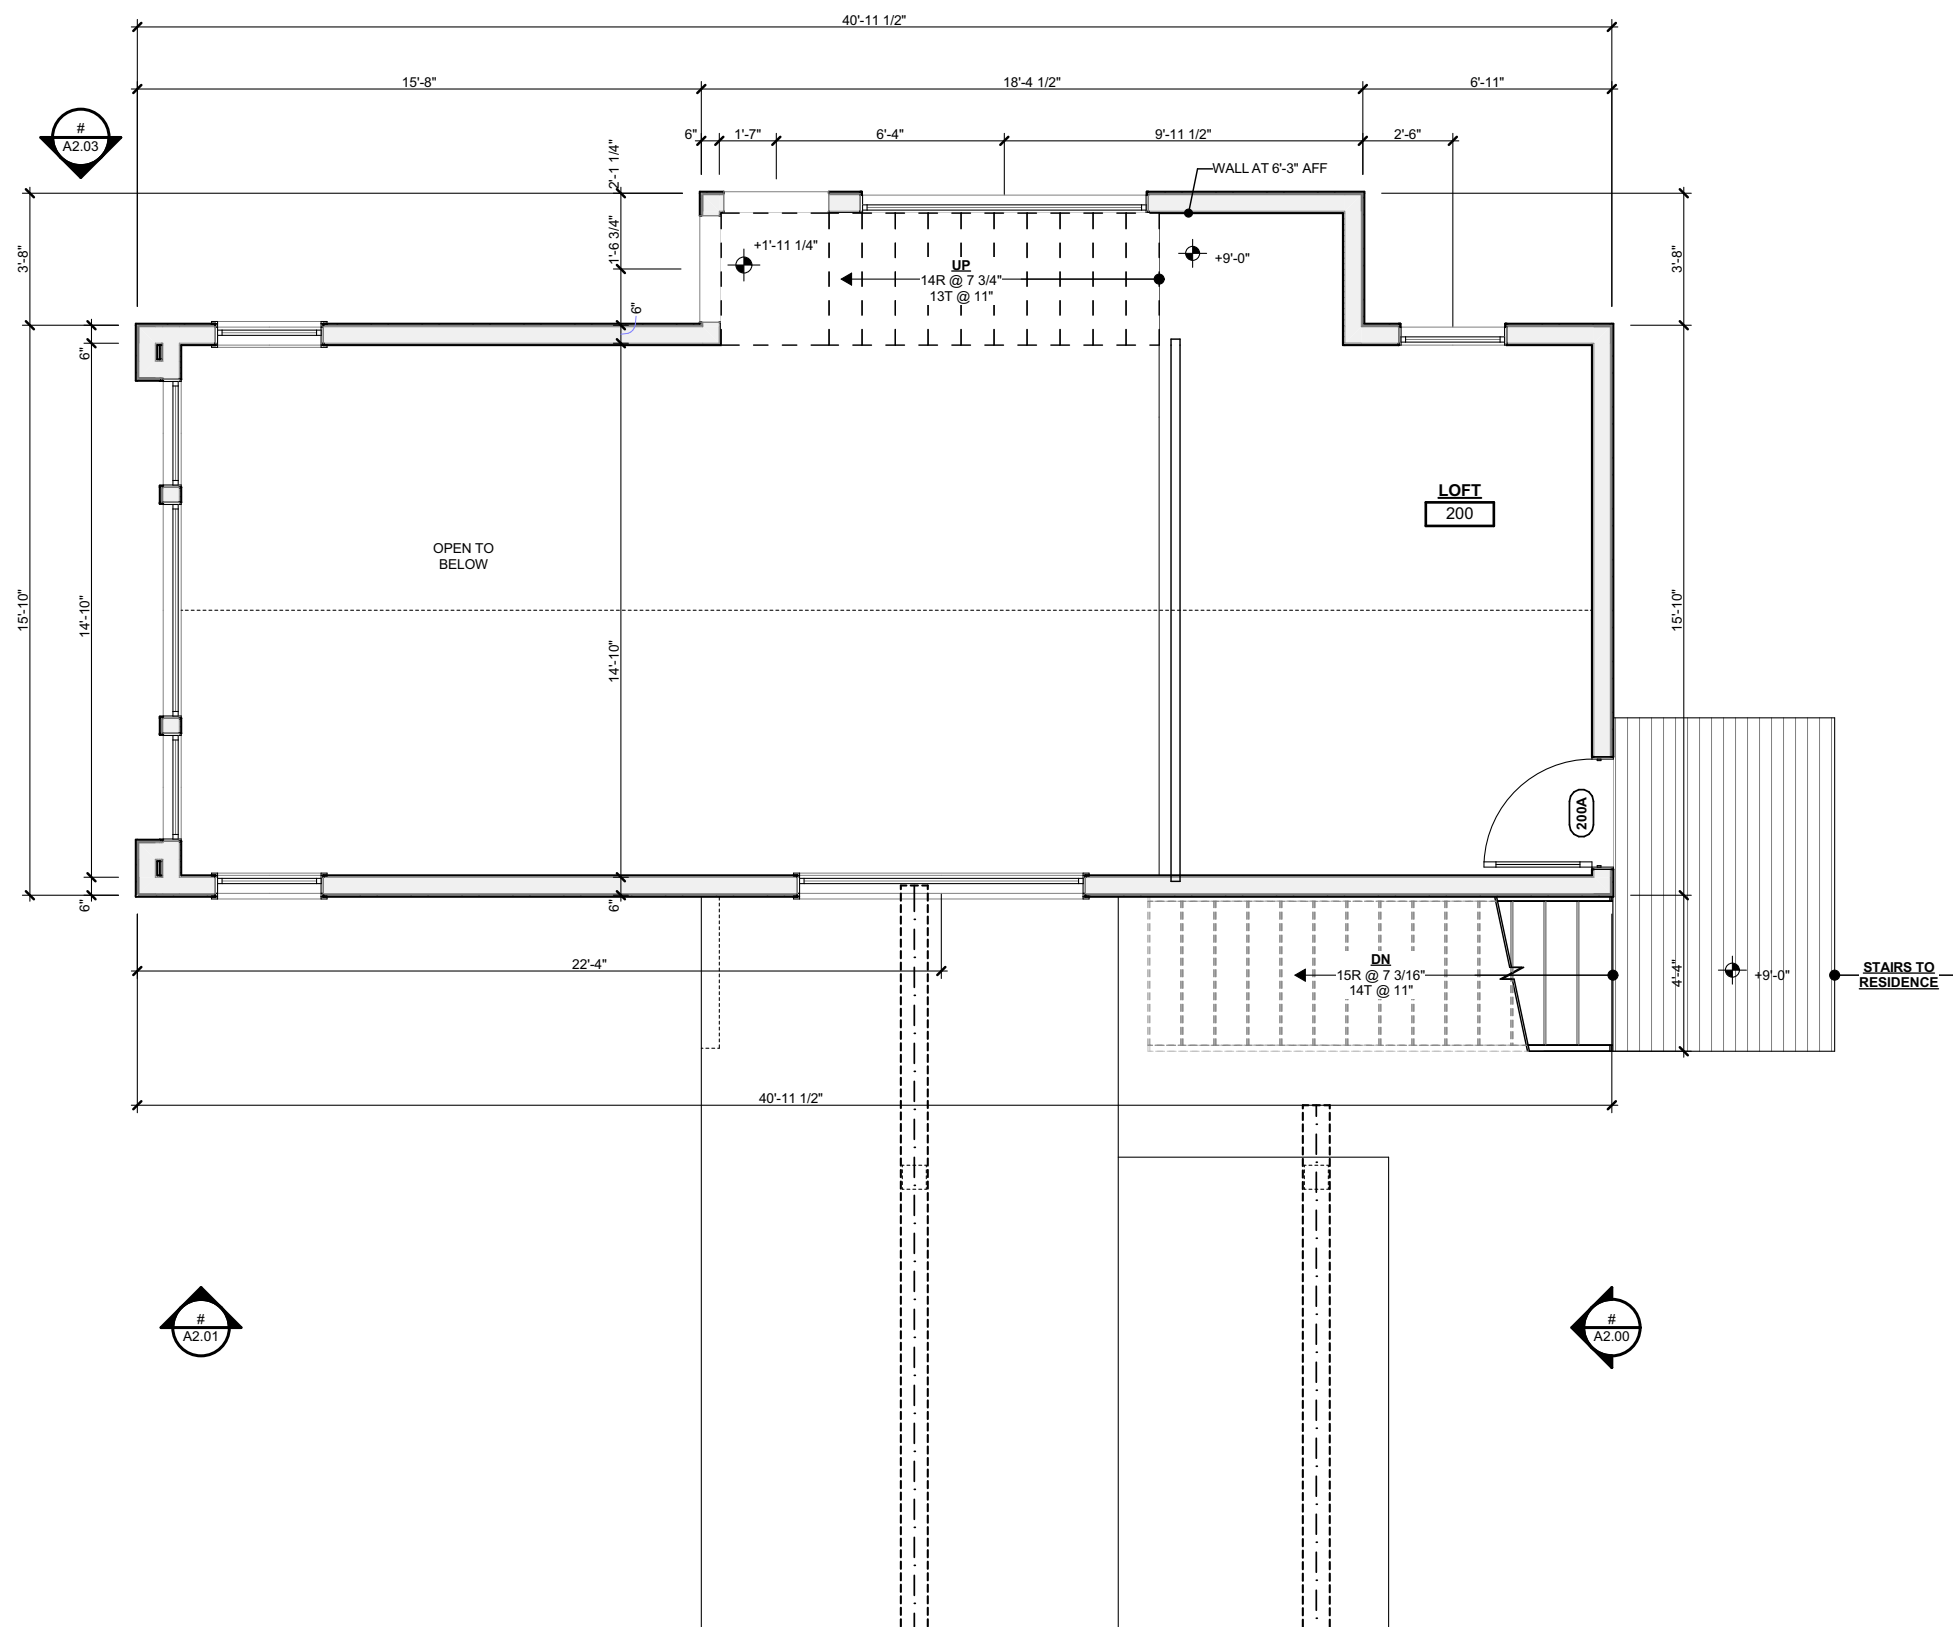 40'-11 1/2"
15'-8"
18'-4 1/2"
6'-11"
#
A2.03
6"
1'-7"
6'-4"
9'-11 1/2"
2'-6"
2'-1 1/4"
WALL AT 6'-3" AFF
3'-8"
1'-6 3/4"
+1'-11 1/4"
UP
14R @ 7 3/4"
13T @ 11"
+9'-0"
3'-8"
6"
6"
LOFT
200
OPEN TO
BELOW
15'-10"
14'-10"
14'-10"
15'-10"
200A
6"
6"
22'-4"
DN
15R @ 7 3/16"
14T @ 11"
4'-4"
+9'-0"
STAIRS TO
RESIDENCE
40'-11 1/2"
#
A2.01
#
A2.00